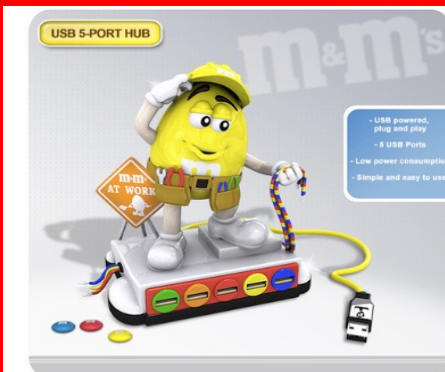 USB 5-PORT HUB
m&m's
- USB powered,
plug and play
- 5 USB Ports
- Low power consumption
- Simple and easy to use
m·m
AT WORK